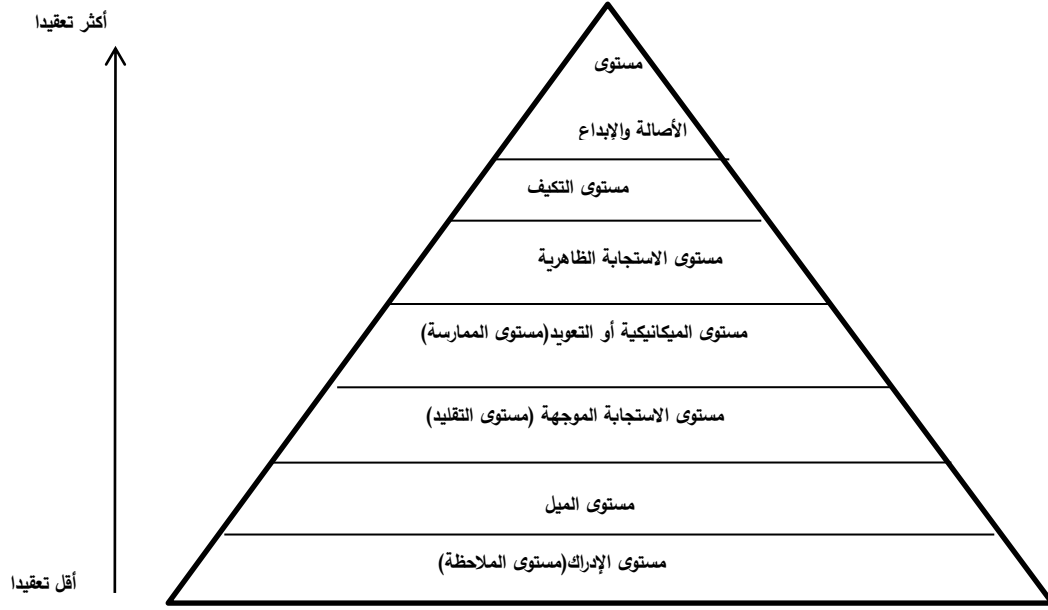 أكثر تعقيدا
مستوى
الأصالة والإبداع
مستوى التكيف
مستوى الاستجابة الظاهرية
مستوى الميكانيكية أو التعويد(مستوى الممارسة)
مستوى الاستجابة الموجهة (مستوى التقليد)
مستوى الميل
مستوى الإدراك(مستوى الملاحظة)
أقل تعقيدا